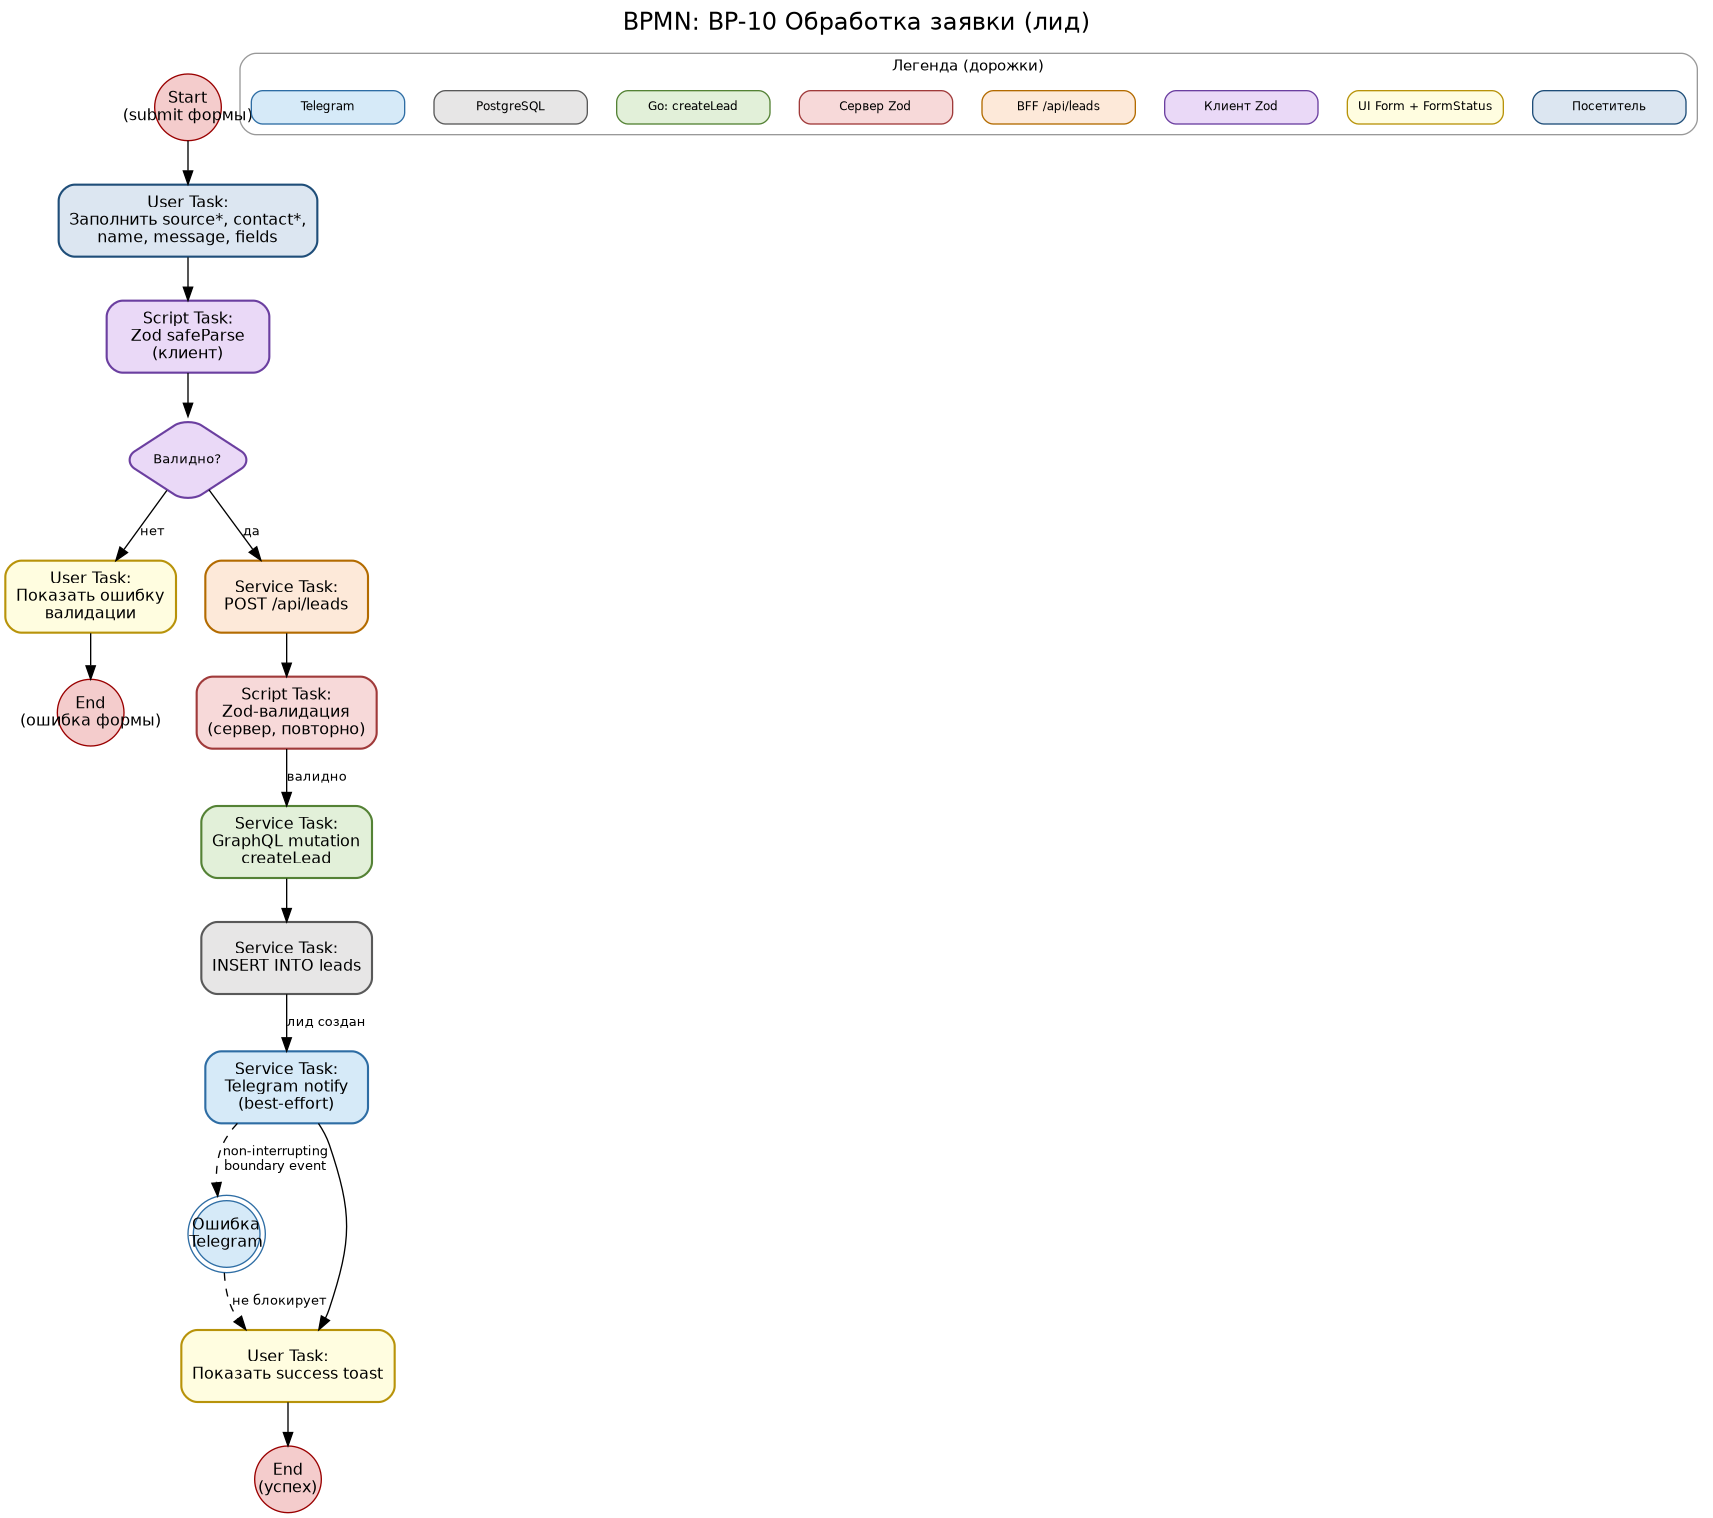 BPMN: BP-10 Обработка заявки (лид)
Легенда (дорожки)
Telegram
PostgreSQL
Go: createLead
Сервер Zod
BFF /api/leads
Клиент Zod
UI Form + FormStatus
Посетитель
Start
(submit формы)
User Task:
Заполнить source*, contact*,
name, message, fields
Script Task:
Zod safeParse
(клиент)
Валидно?
нет
да
User Task:
Показать ошибку
валидации
Service Task:
POST /api/leads
End
(ошибка формы)
Script Task:
Zod-валидация
(сервер, повторно)
валидно
Service Task:
GraphQL mutation
createLead
Service Task:
INSERT INTO leads
лид создан
Service Task:
Telegram notify
(best-effort)
non-interrupting
boundary event
Ошибка
Telegram
не блокирует
User Task:
Показать success toast
End
(успех)